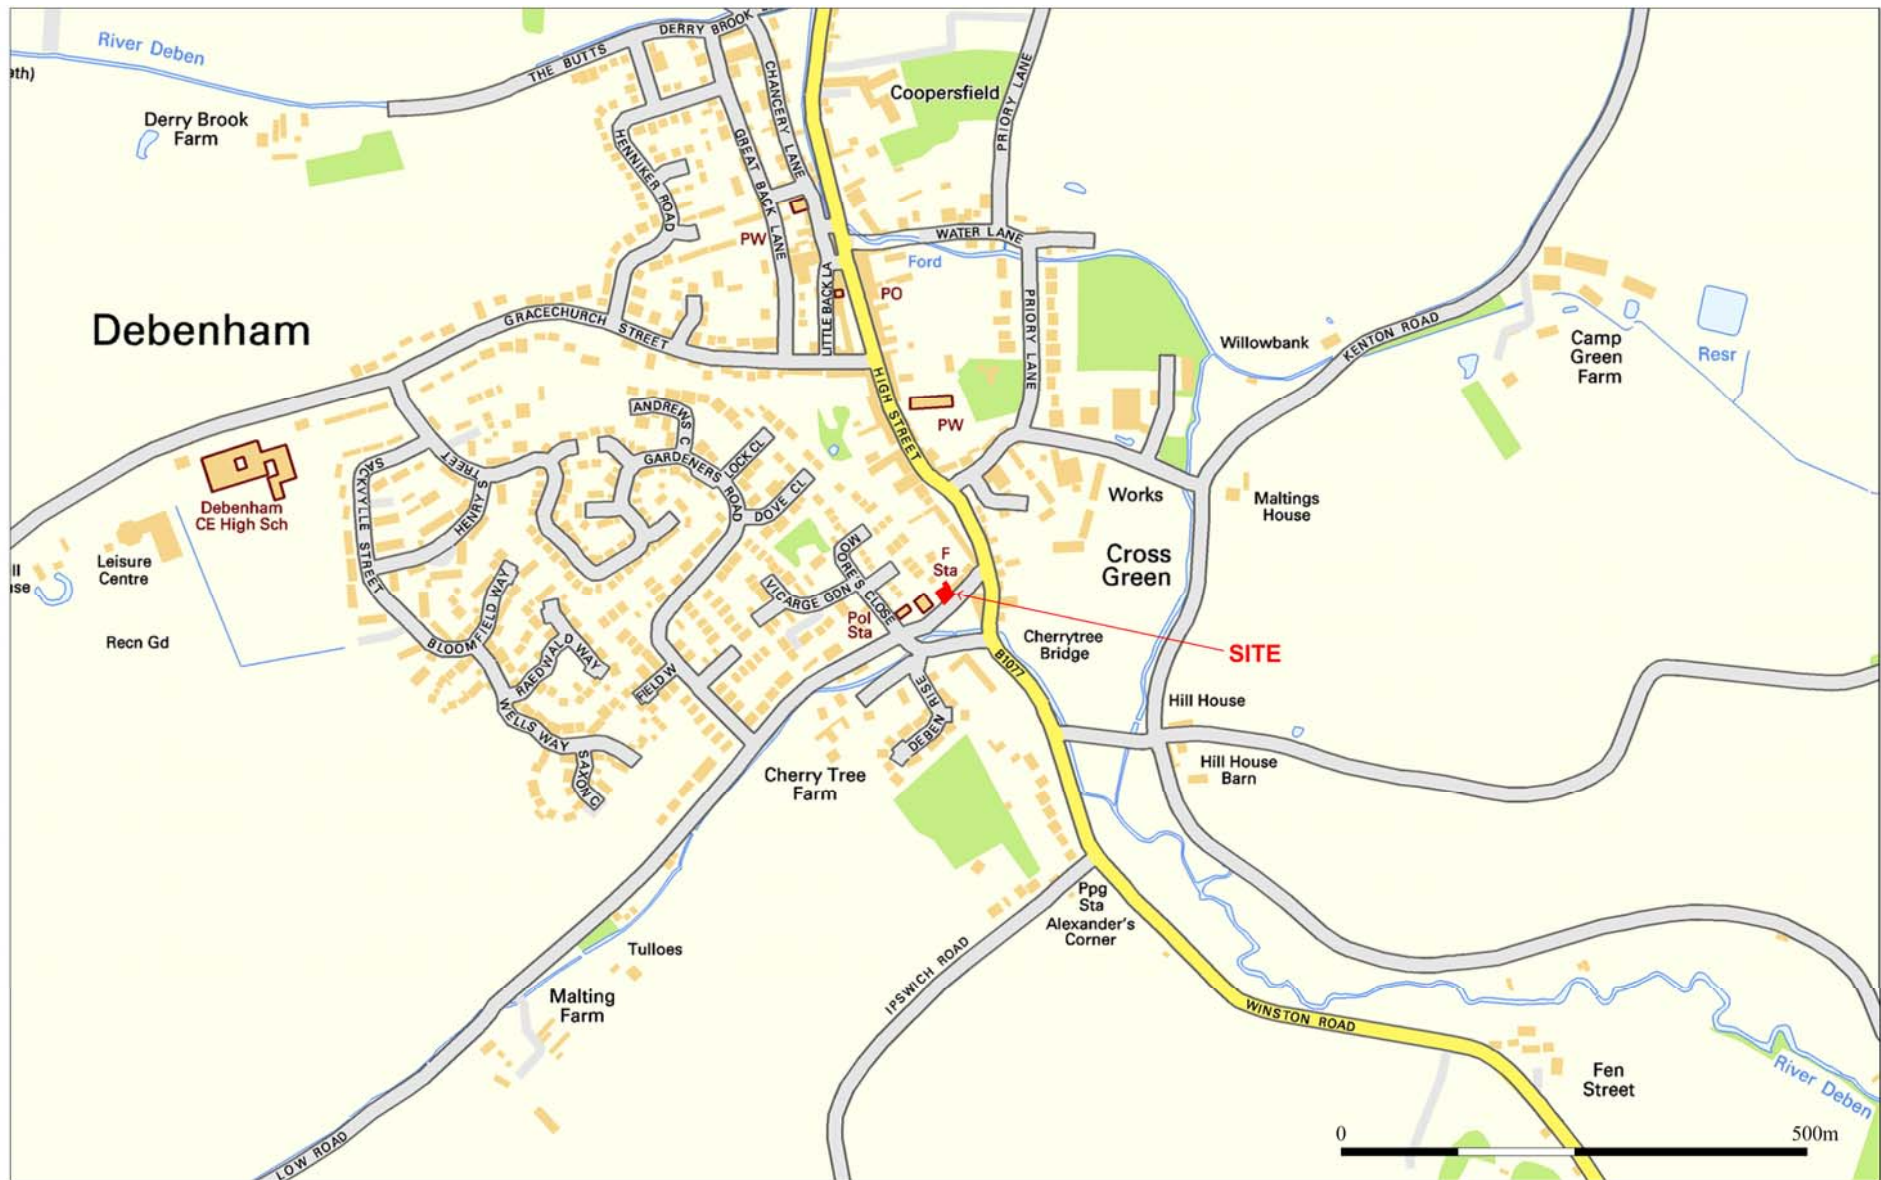 River Deben
ath)
Derry Brook
Farm
THE BUTTS
DERRY BROOK
CHANCERY LANE
GREAT BACK LANE
HENNIKER ROAD
Coopersfield
PRIORY LANE
PW
WATER LANE
Ford
LITTLE BACK LA
PO
PRIORY LANE
Debenham
GRACECHURCH STREET
HIGH STREET
Willowbank
KENTON ROAD
Camp
Green
Farm
Resr
PW
ANDREWS C
GARDENERS ROAD
LOCK CL
DOVE CL
SACKVYLLE STREET
HENRY STREET
Debenham
CE High Sch
Works
Maltings
House
Leisure
Centre
ll
se
Cross
Green
F
Sta
MOORE'S CLOSE
VICARGE GDN
Pol
Sta
Recn Gd
BLOOMFIELD WAY
RAEDWALD WAY
FIELD W
WELLS WAY
SAXON C
Cherrytree
Bridge
SITE
B1077
DEBEN RISE
Hill House
Hill House
Barn
Cherry Tree
Farm
Ppg
Sta
Alexander's
Corner
IPSWICH ROAD
Tulloes
Malting
Farm
WINSTON ROAD
Fen
Street
River Deben
LOW ROAD
0
500m